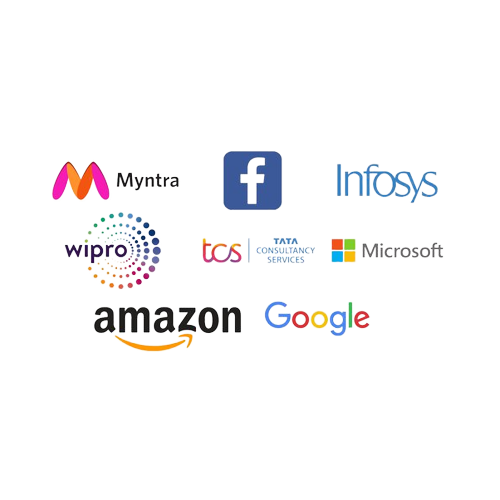 Myntra
f
Infosys
wipro
tcs
TATA
CONSULTANCY
SERVICES
Microsoft
amazon
Google